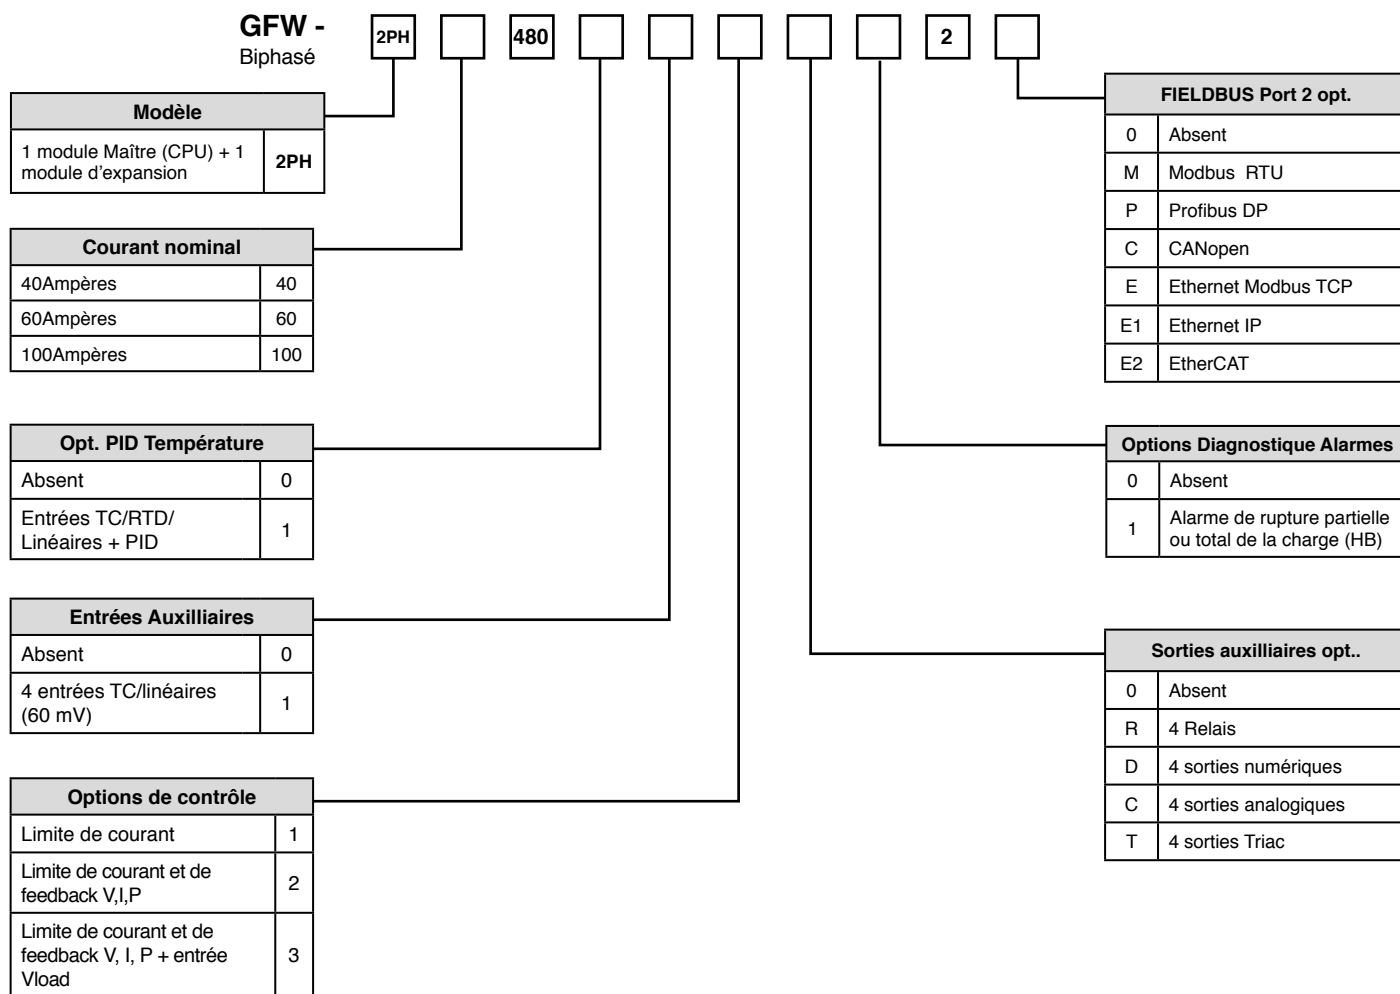 GFW -
Biphasé
2PH
480
2
Modèle
1 module Maître (CPU) + 1
module d'expansion
2PH
Courant nominal
40Ampères 40
60Ampères 60
100Ampères 100
Opt. PID Température
Absent 0
Entrées TC/RTD/
Linéaires + PID
1
Entrées Auxilliaires
Absent 0
4 entrées TC/linéaires
(60 mV)
1
Options de contrôle
Limite de courant 1
Limite de courant et de
feedback V,I,P
2
Limite de courant et de
feedback V, I, P + entrée
Vload
3
FIELDBUS Port 2 opt.
0 Absent
M Modbus RTU
P Profibus DP
C CANopen
E Ethernet Modbus TCP
E1 Ethernet IP
E2 EtherCAT
Options Diagnostique Alarmes
0 Absent
1
Alarme de rupture partielle
ou total de la charge (HB)
Sorties auxilliaires opt..
0 Absent
R 4 Relais
D 4 sorties numériques
C 4 sorties analogiques
T 4 sorties Triac